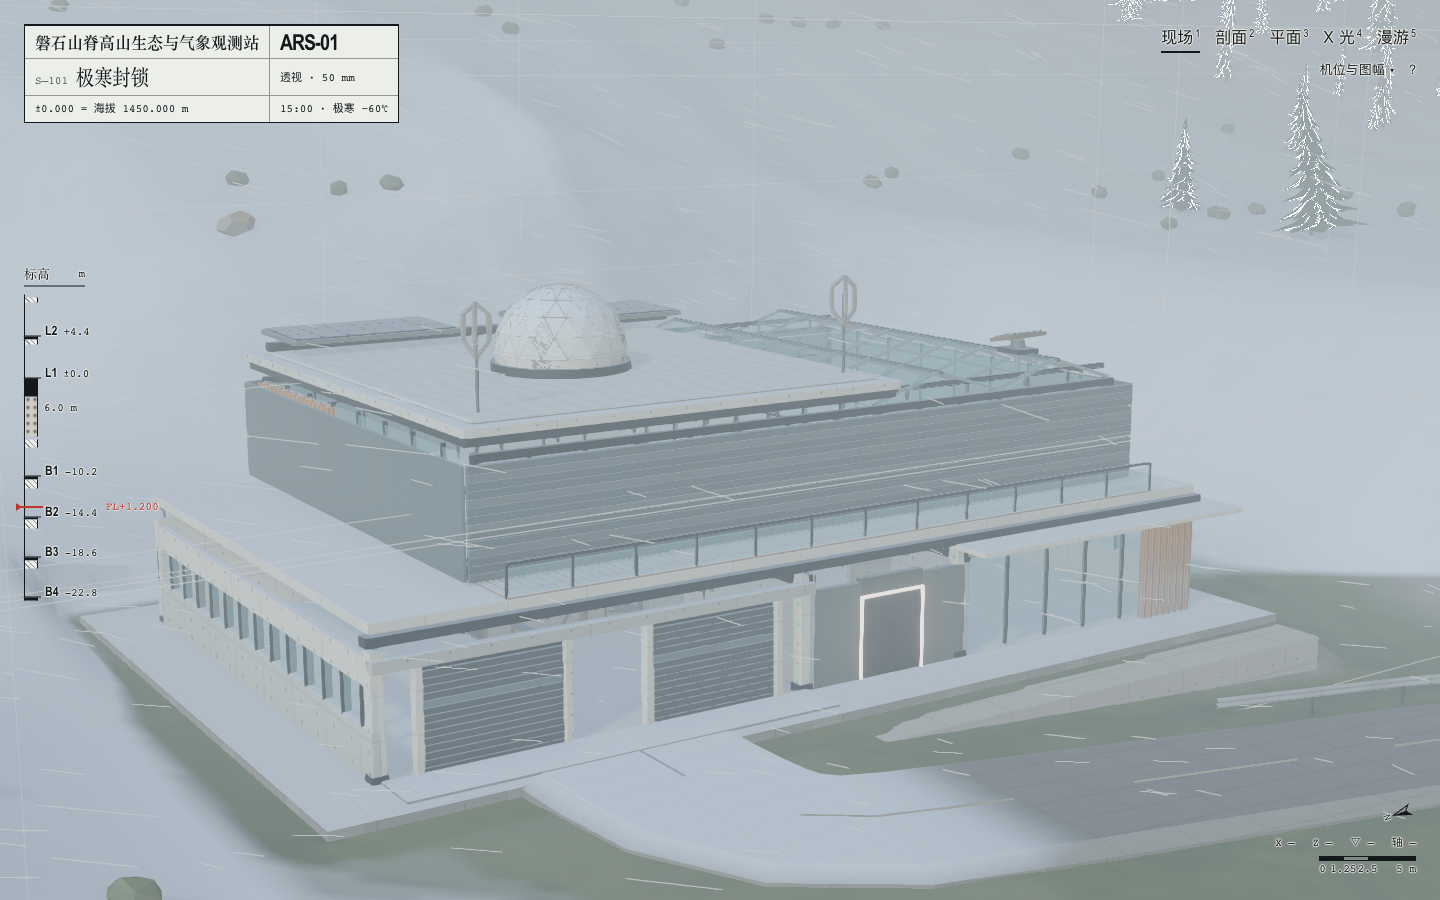 磐石山脊高山生态与气象观测站 ARS-01
S-101 极寒封锁 透视 · 50 mm
±0.000 = 海拔 1450.000 m 15:00 · 极寒 -60℃
现场1 剖面2 平面3 X 光4 漫游5
机位与图幅 ▾ ?
标高 m
L2 +4.4
L1 ±0.0
6.0 m
B1 -10.2
B2 -14.4 FL+1.200
B3 -18.6
B4 -22.8
x — z — ▽ — 轴 —
0 1.25 2.5 5 m